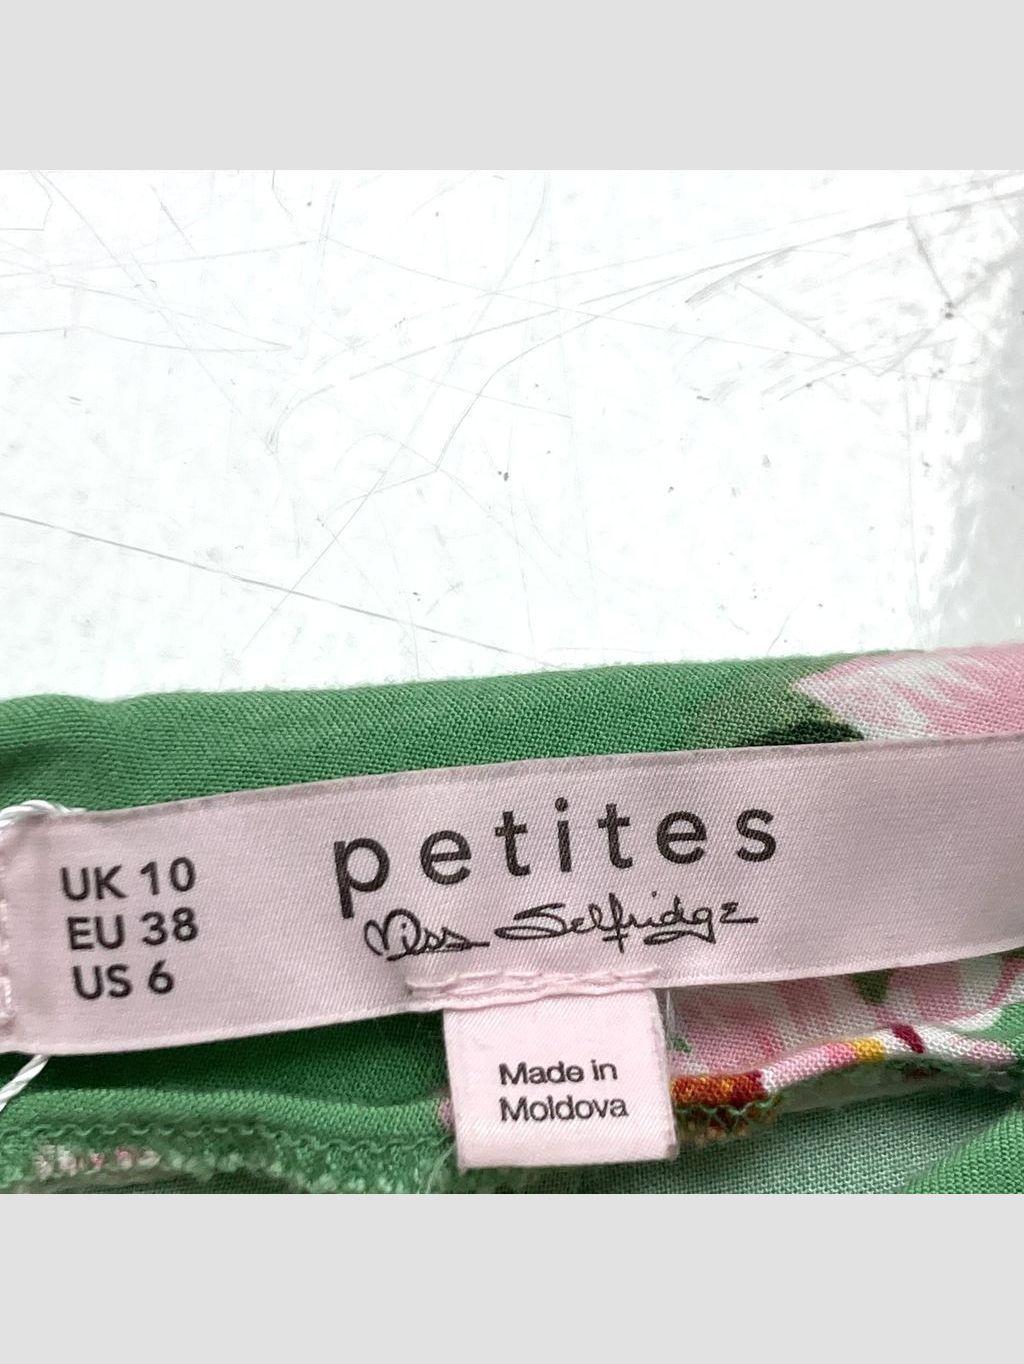 UK 10
EU 38
US 6
petites
Miss Selfridge
Made in
Moldova